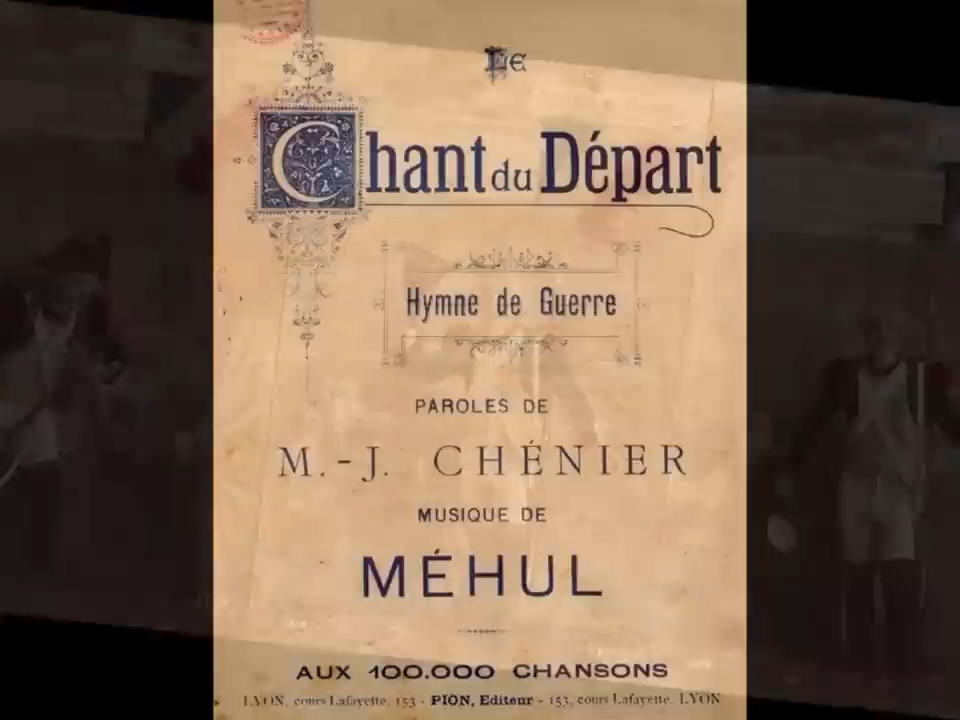 LE
Chant du Départ
Hymne de Guerre
PAROLES DE
M.-J. CHÉNIER
MUSIQUE DE
MÉHUL
AUX 100.000 CHANSONS
LYON, cours Lafayette, 153 - PION, Editeur - 153, cours Lafayette, LYON